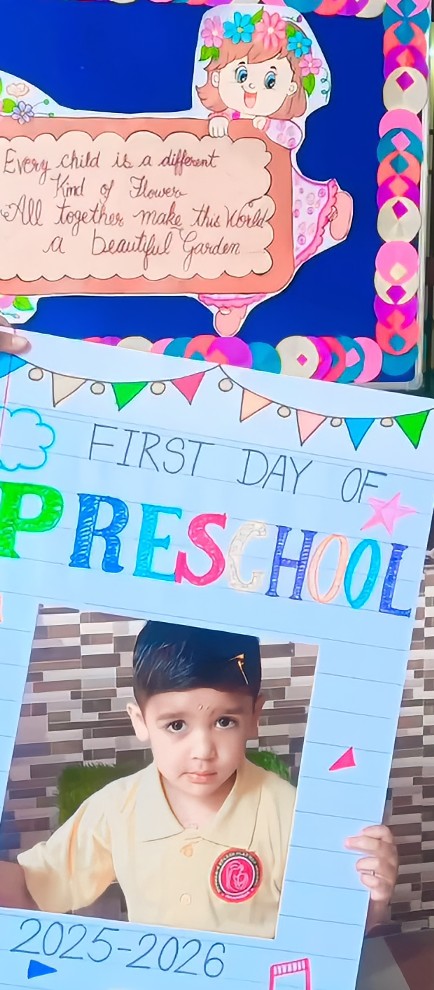 Every child is a different
Kind of Flower
All together make this World
a beautiful Garden
FIRST DAY OF
PRESCHOOL
2025-2026